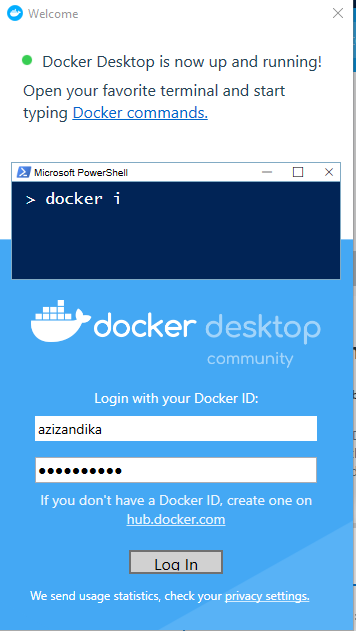 Welcome
Docker Desktop is now up and running!
Open your favorite terminal and start
typing Docker commands.
Microsoft PowerShell
> docker i
docker desktop
community
Login with your Docker ID:
azizandika
●●●●●●●●●●
If you don't have a Docker ID, create one on
hub.docker.com
Log In
We send usage statistics, check your privacy settings.